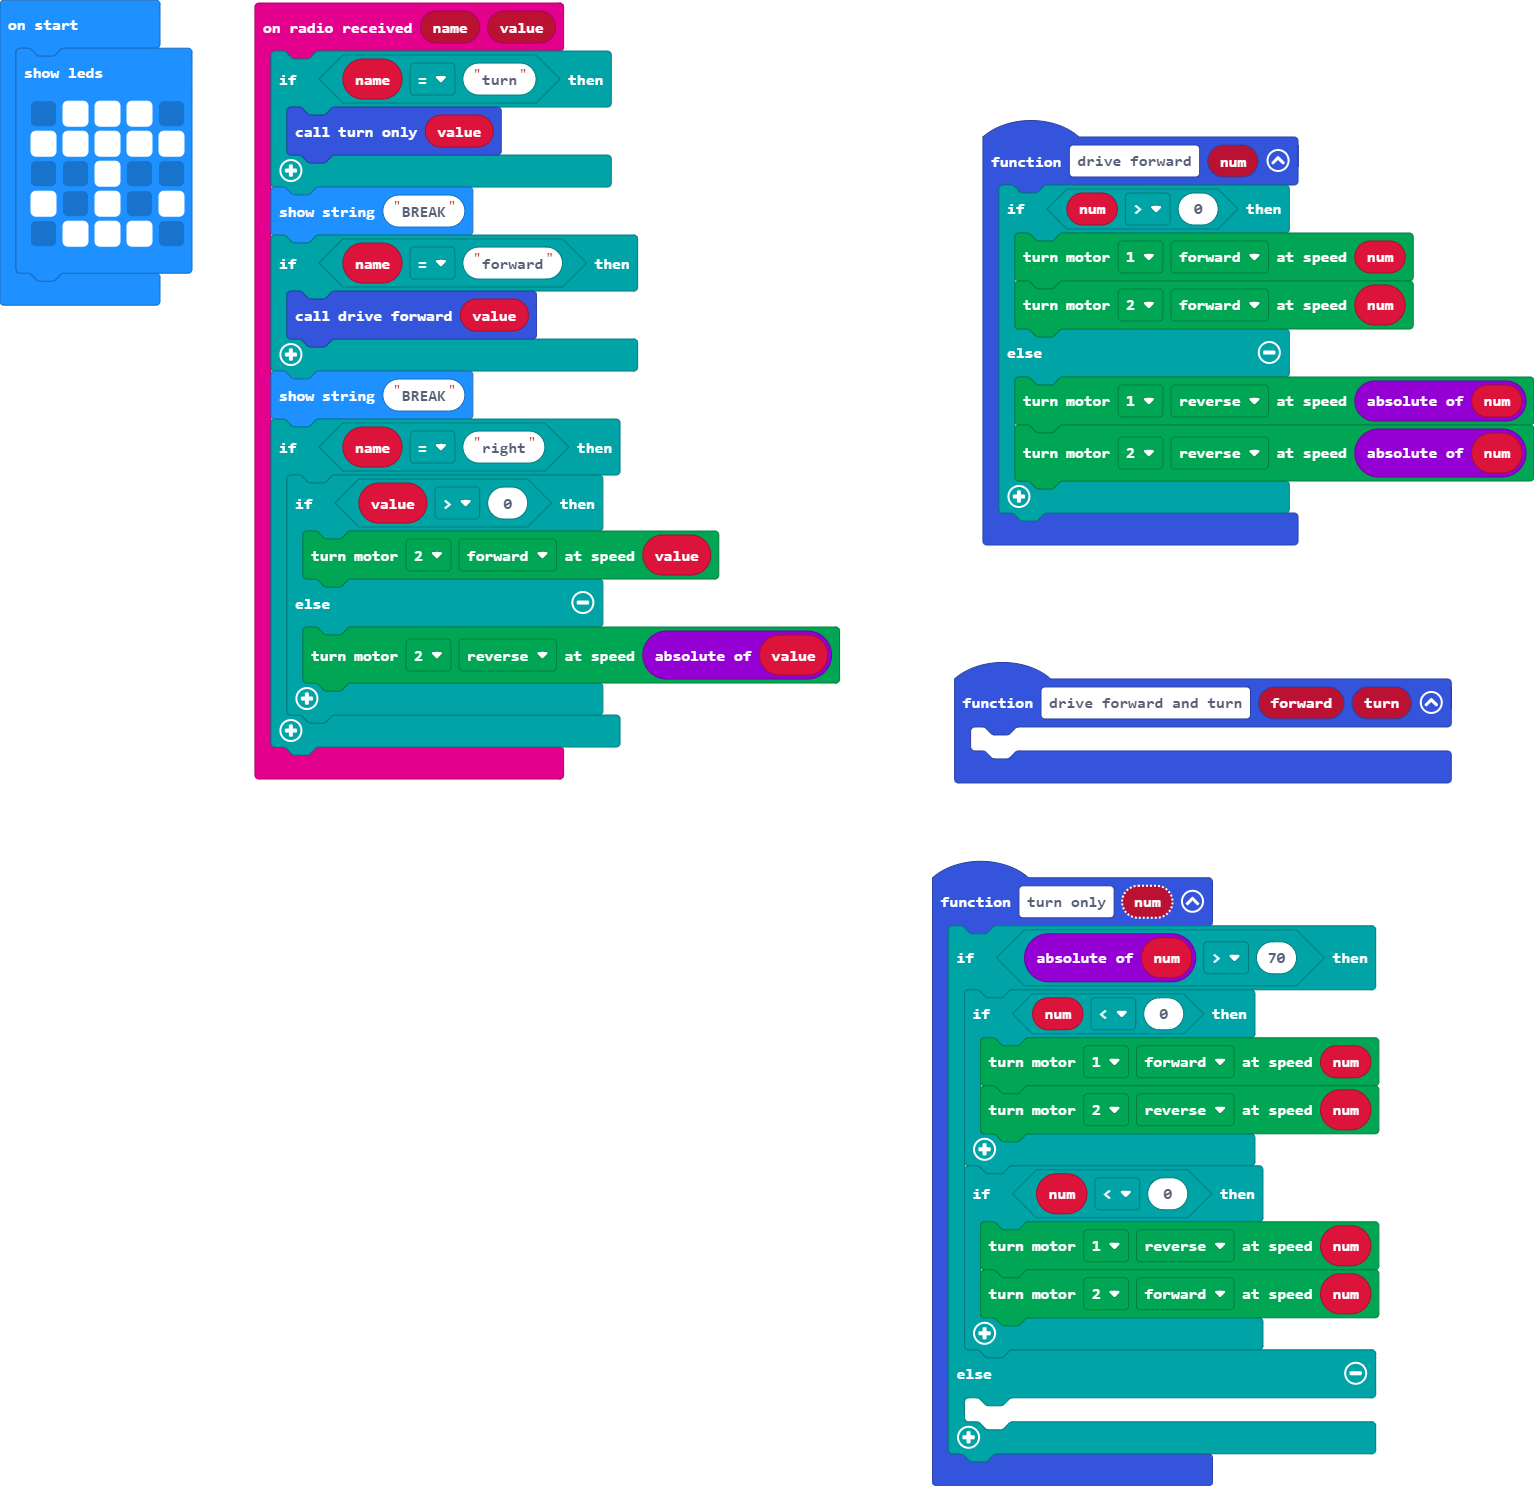 on start
show leds
on radio received name value
if name = "turn" then
call turn only value
show string "BREAK"
if name = "forward" then
call drive forward value
show string "BREAK"
if name = "right" then
if value > 0 then
turn motor 2 forward at speed value
else
turn motor 2 reverse at speed absolute of value
function drive forward num
if num > 0 then
turn motor 1 forward at speed num
turn motor 2 forward at speed num
else
turn motor 1 reverse at speed absolute of num
turn motor 2 reverse at speed absolute of num
function drive forward and turn forward turn
function turn only num
if absolute of num > 70 then
if num < 0 then
turn motor 1 forward at speed num
turn motor 2 reverse at speed num
if num < 0 then
turn motor 1 reverse at speed num
turn motor 2 forward at speed num
else